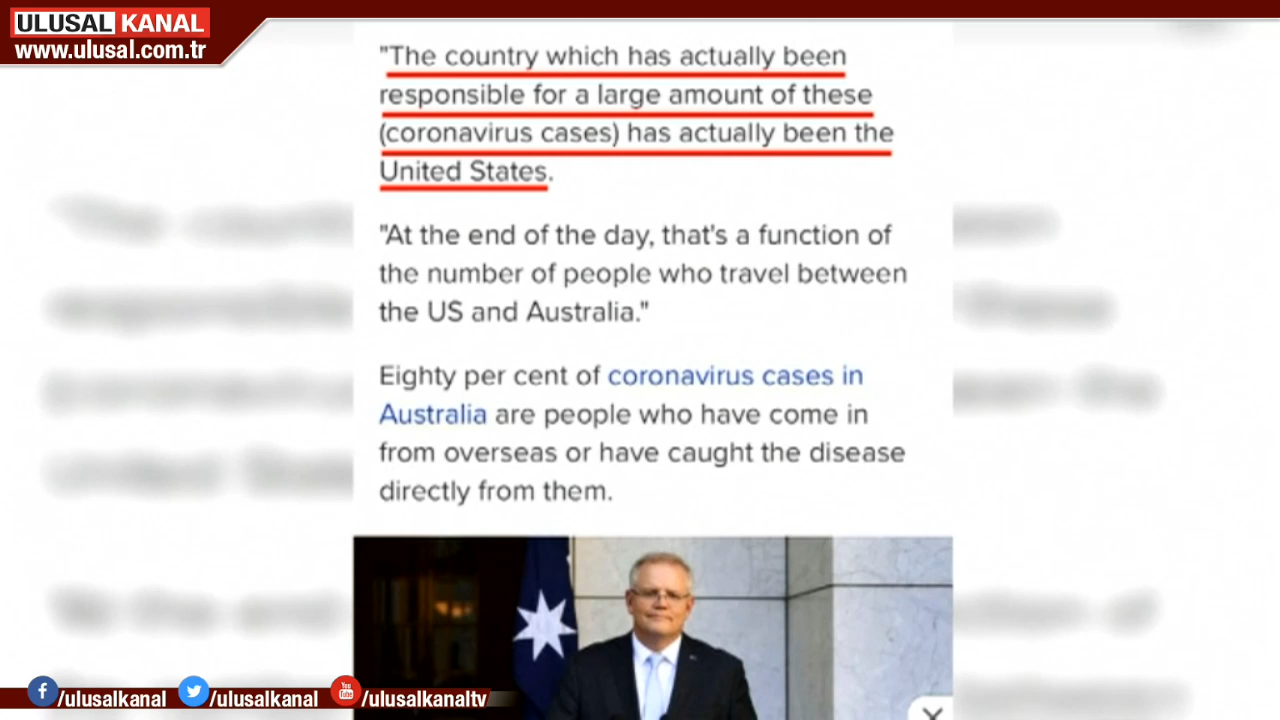 ULUSAL KANAL
www.ulusal.com.tr
"The country which has actually been
responsible for a large amount of these
(coronavirus cases) has actually been the
United States.
"At the end of the day, that's a function of
the number of people who travel between
the US and Australia."
Eighty per cent of coronavirus cases in
Australia are people who have come in
from overseas or have caught the disease
directly from them.
f /ulusalkanal /ulusalkanal You Tube /ulusalkanaltv